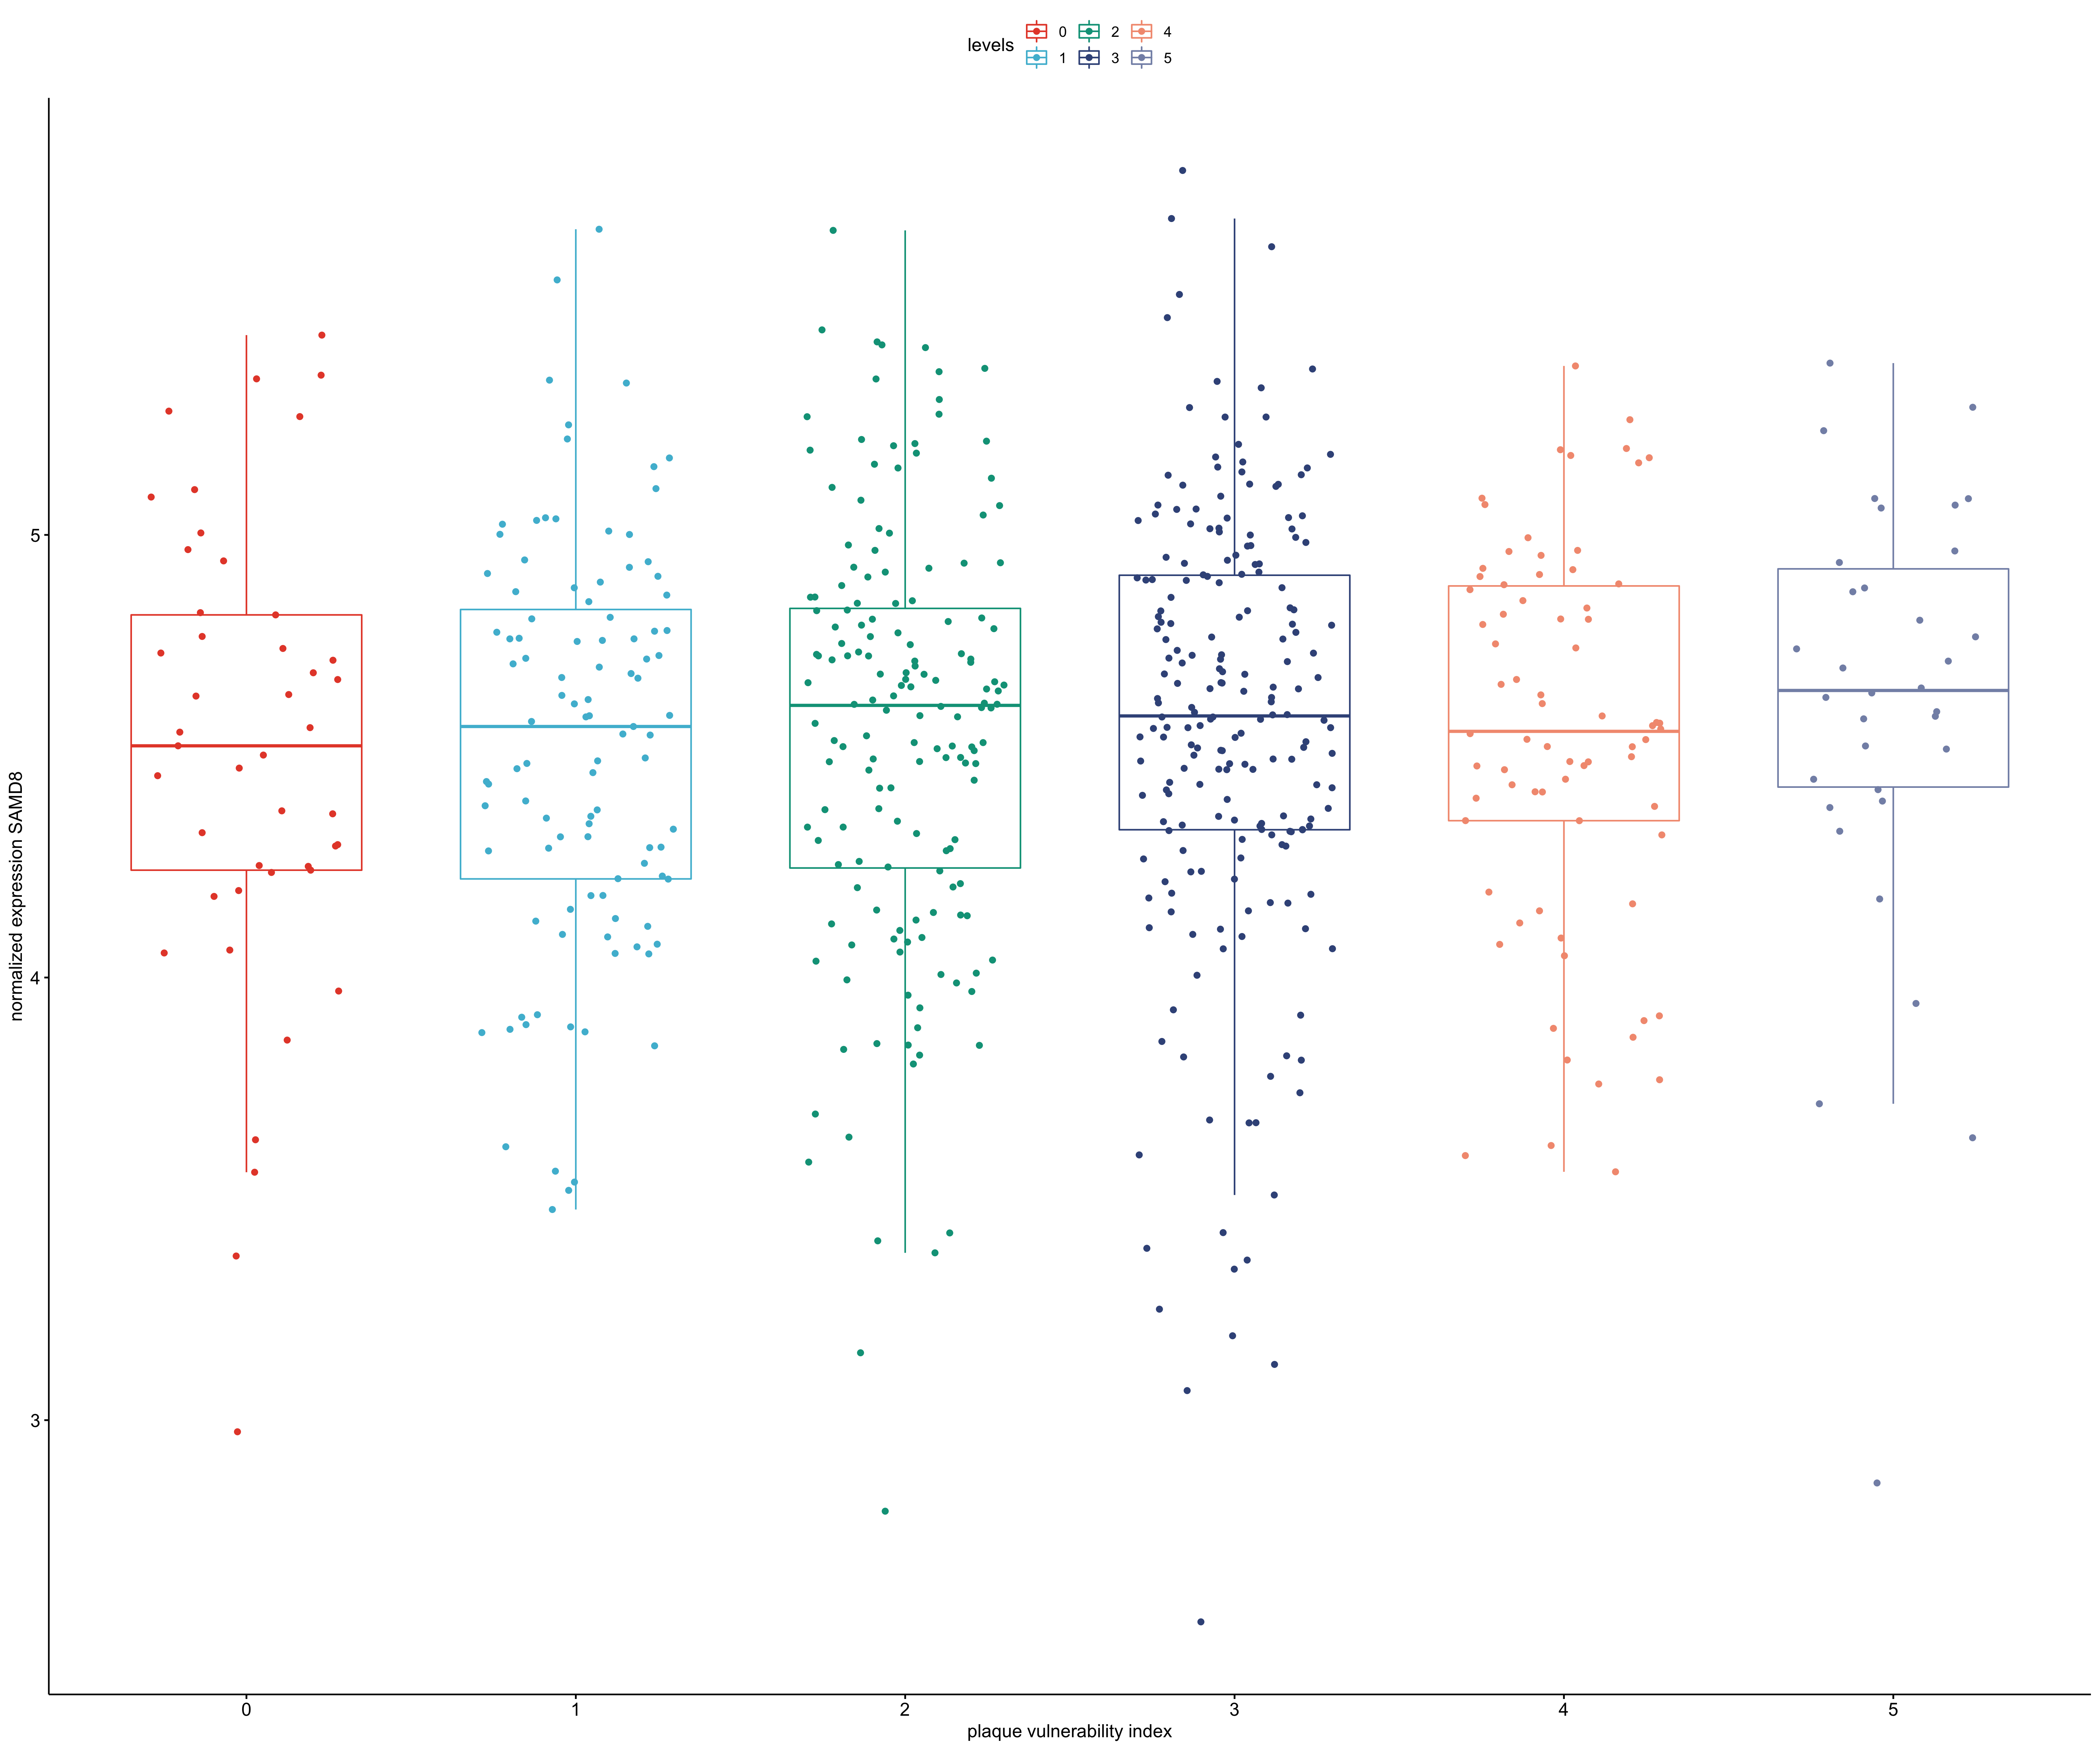 levels 0 2 4
1 3 5
normalized expression SAMD8
5
4
3
0 1 2 3 4 5
plaque vulnerability index